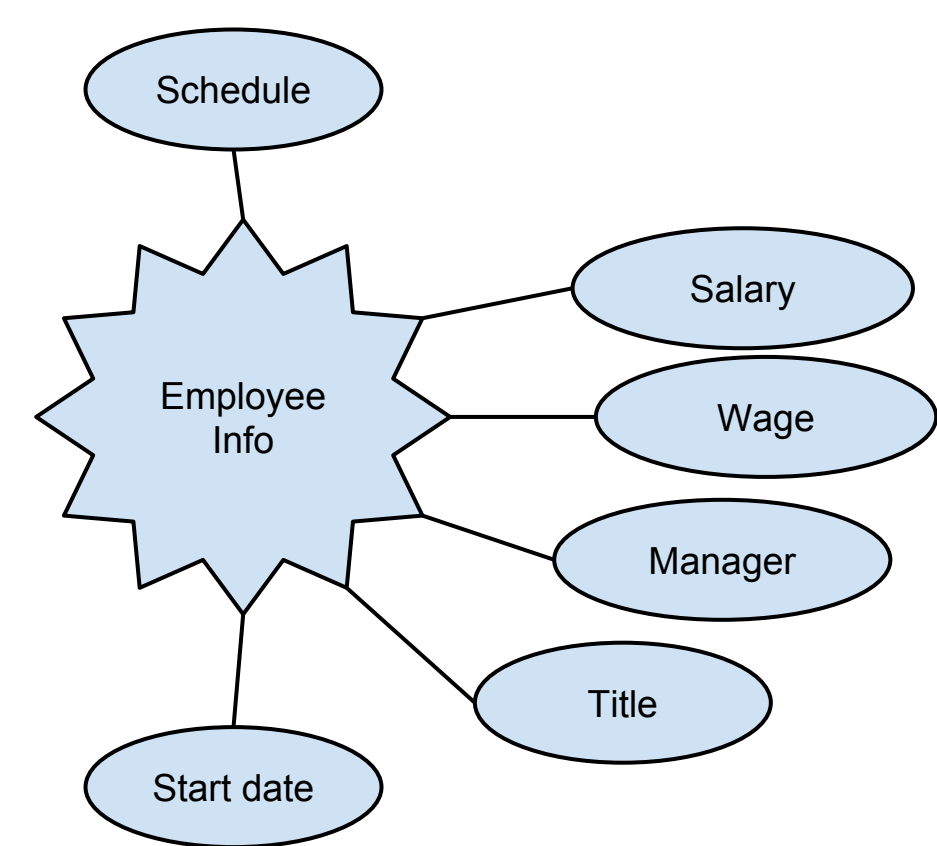 Schedule
Salary
Employee
Info
Wage
Manager
Title
Start date